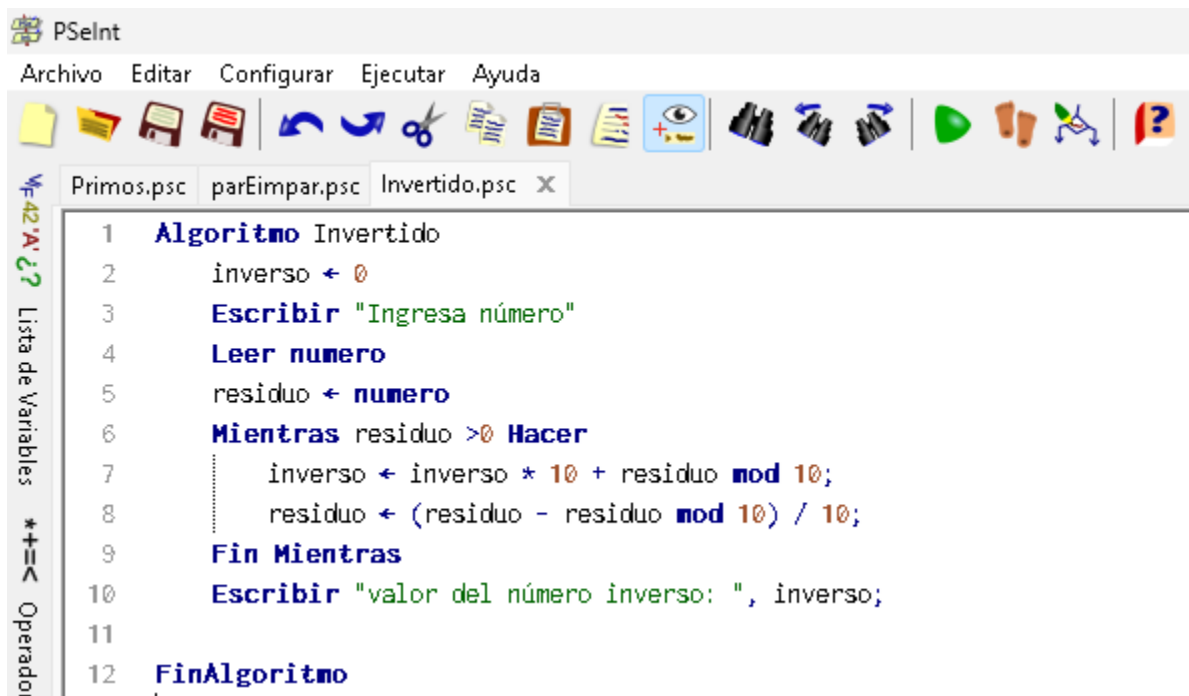 PSeInt
Archivo Editar Configurar Ejecutar Ayuda
Primos.psc parEimpar.psc Invertido.psc X
*+=< Operador
Lista de Variables
42 'A' ¿?
1 Algoritmo Invertido
2 inverso ← 0
3 Escribir "Ingresa número"
4 Leer numero
5 residuo ← numero
6 Mientras residuo >0 Hacer
7 inverso ← inverso * 10 + residuo mod 10;
8 residuo ← (residuo - residuo mod 10) / 10;
9 Fin Mientras
10 Escribir "valor del número inverso: ", inverso;
11
12 FinAlgoritmo